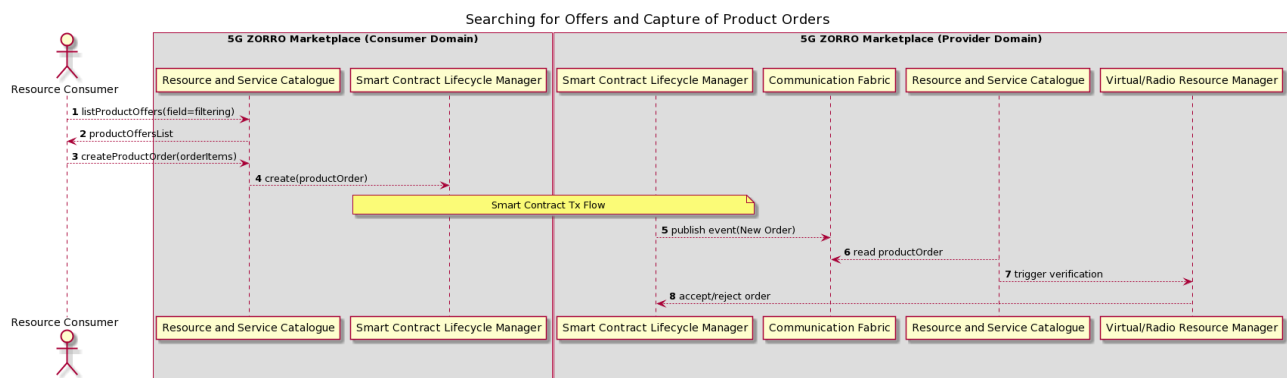 Searching for Offers and Capture of Product Orders
5G ZORRO Marketplace (Consumer Domain)
5G ZORRO Marketplace (Provider Domain)
Resource Consumer
Resource and Service Catalogue
Smart Contract Lifecycle Manager
Smart Contract Lifecycle Manager
Communication Fabric
Resource and Service Catalogue
Virtual/Radio Resource Manager
1 listProductOffers(field=filtering)
2 productOffersList
3 createProductOrder(orderItems)
4 create(productOrder)
Smart Contract Tx Flow
5 publish event(New Order)
6 read productOrder
7 trigger verification
8 accept/reject order
Resource Consumer
Resource and Service Catalogue
Smart Contract Lifecycle Manager
Smart Contract Lifecycle Manager
Communication Fabric
Resource and Service Catalogue
Virtual/Radio Resource Manager